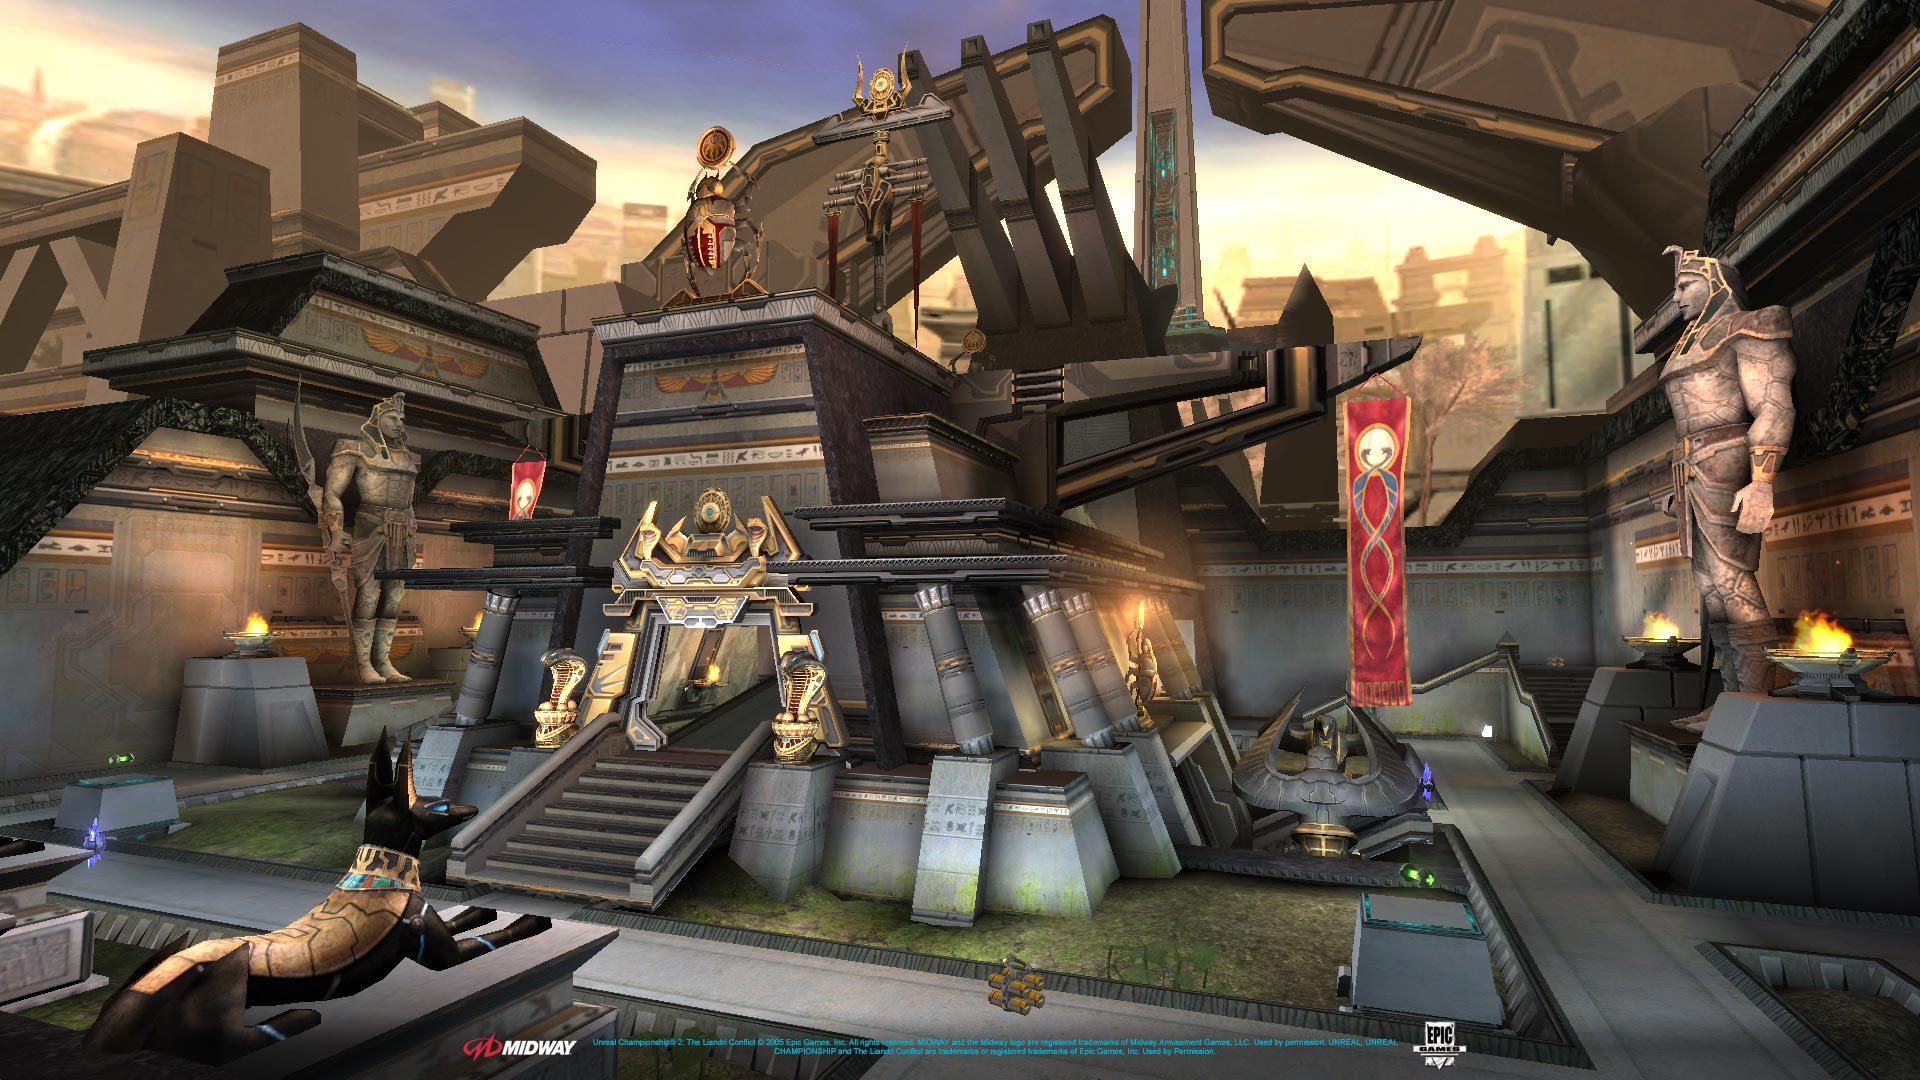 MIDWAY
Unreal Championship® 2: The Liandri Conflict © 2005 Epic Games, Inc. All rights reserved. MIDWAY and the Midway logo are registered trademarks of Midway Amusement Games, LLC. Used by permission. UNREAL, UNREAL
CHAMPIONSHIP and The Liandri Conflict are trademarks or registered trademarks of Epic Games, Inc. Used by Permission.
EPIC
GAMES